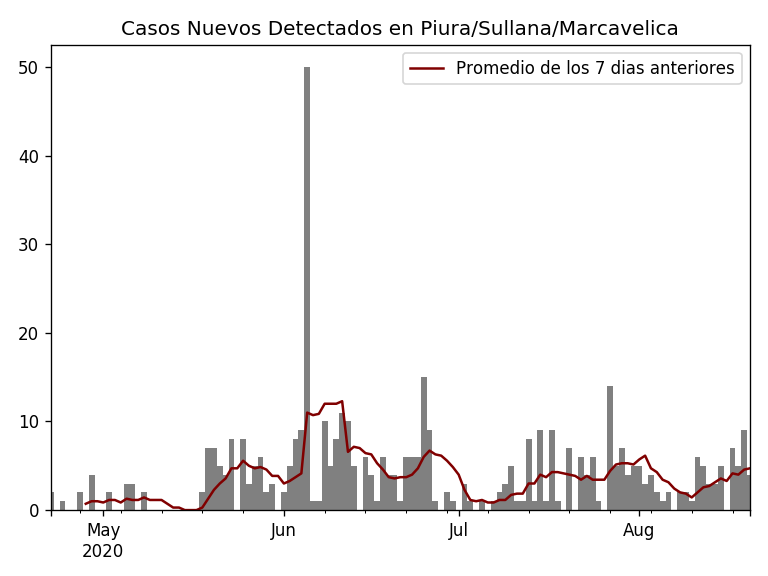 Casos Nuevos Detectados en Piura/Sullana/Marcavelica
Promedio de los 7 dias anteriores
50
40
30
20
10
0
May
2020
Jun
Jul
Aug